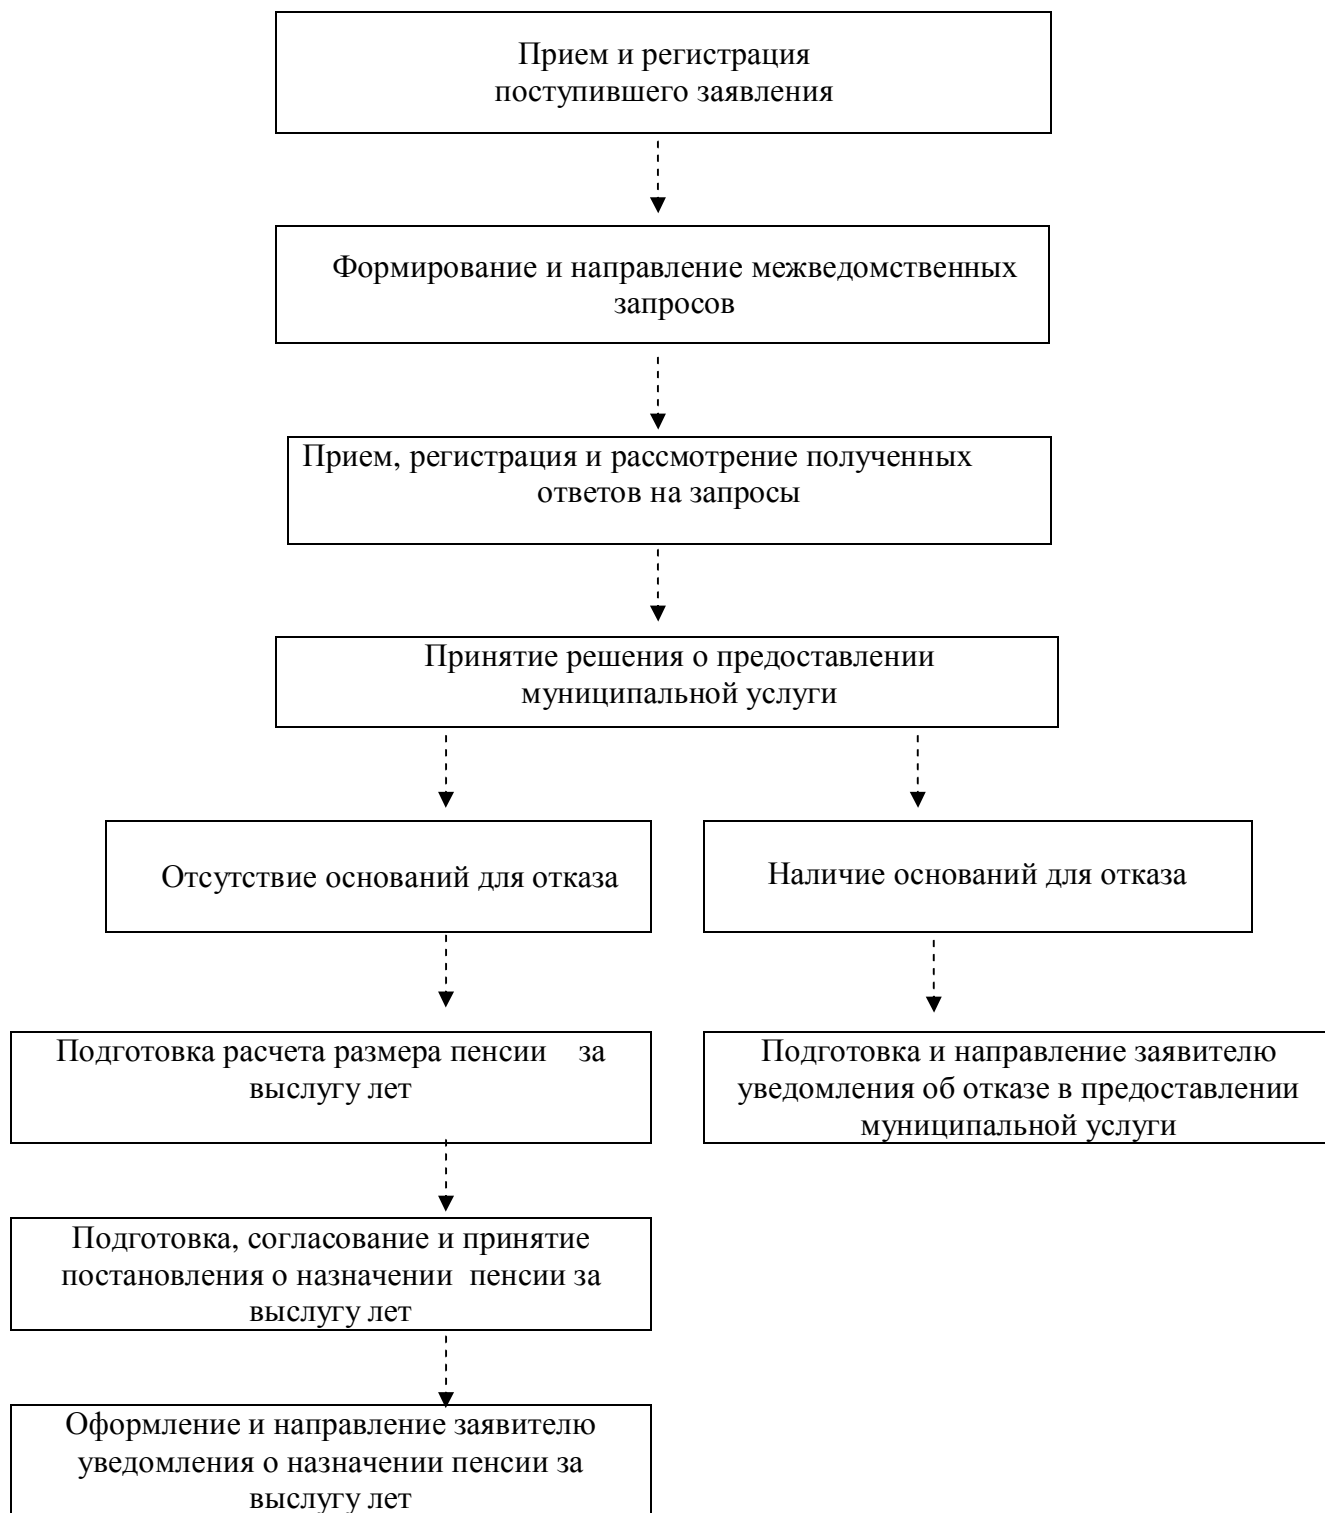 Прием и регистрация
поступившего заявления
Формирование и направление межведомственных
запросов
Прием, регистрация и рассмотрение полученных
ответов на запросы
Принятие решения о предоставлении
муниципальной услуги
Отсутствие оснований для отказа
Наличие оснований для отказа
Подготовка расчета размера пенсии за
выслугу лет
Подготовка и направление заявителю
уведомления об отказе в предоставлении
муниципальной услуги
Подготовка, согласование и принятие
постановления о назначении пенсии за
выслугу лет
Оформление и направление заявителю
уведомления о назначении пенсии за
выслугу лет